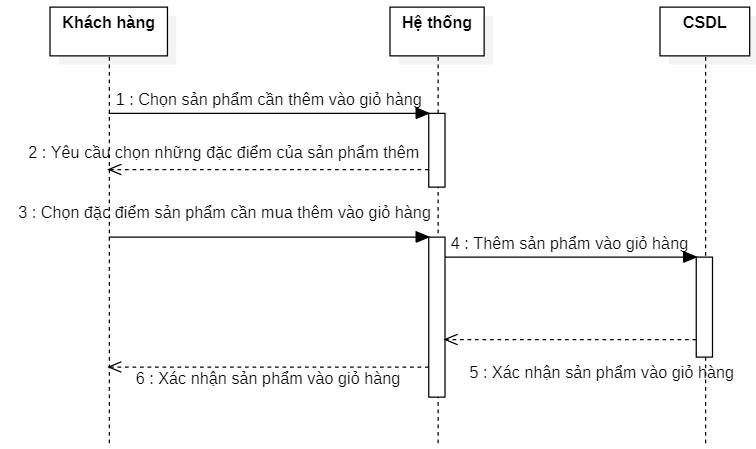 Khách hàng
Hệ thống
CSDL
1 : Chọn sản phẩm cần thêm vào giỏ hàng
2 : Yêu cầu chọn những đặc điểm của sản phẩm thêm
3 : Chọn đặc điểm sản phẩm cần mua thêm vào giỏ hàng
4 : Thêm sản phẩm vào giỏ hàng
5 : Xác nhận sản phẩm vào giỏ hàng
6 : Xác nhận sản phẩm vào giỏ hàng